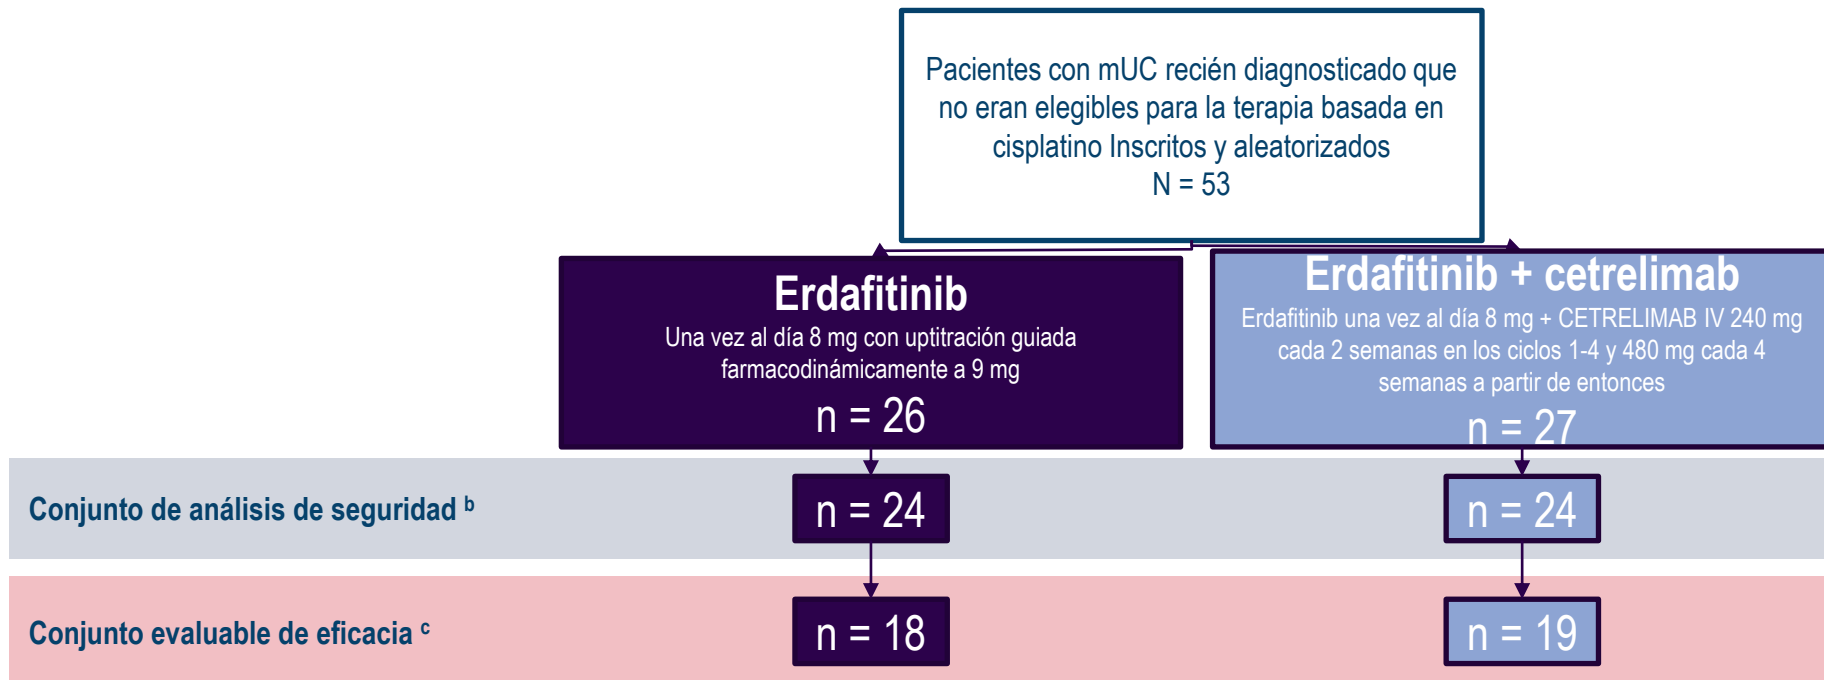 Pacientes con mUC recién diagnosticado que
no eran elegibles para la terapia basada en
cisplatino Inscritos y aleatorizados
N = 53
Erdafitinib
Una vez al día 8 mg con uptitración guiada
farmacodinámicamente a 9 mg
n = 26
Erdafitinib + cetrelimab
Erdafitinib una vez al día 8 mg + CETRELIMAB IV 240 mg
cada 2 semanas en los ciclos 1-4 y 480 mg cada 4
semanas a partir de entonces
n = 27
Conjunto de análisis de seguridad b
n = 24
n = 24
Conjunto evaluable de eficacia c
n = 18
n = 19